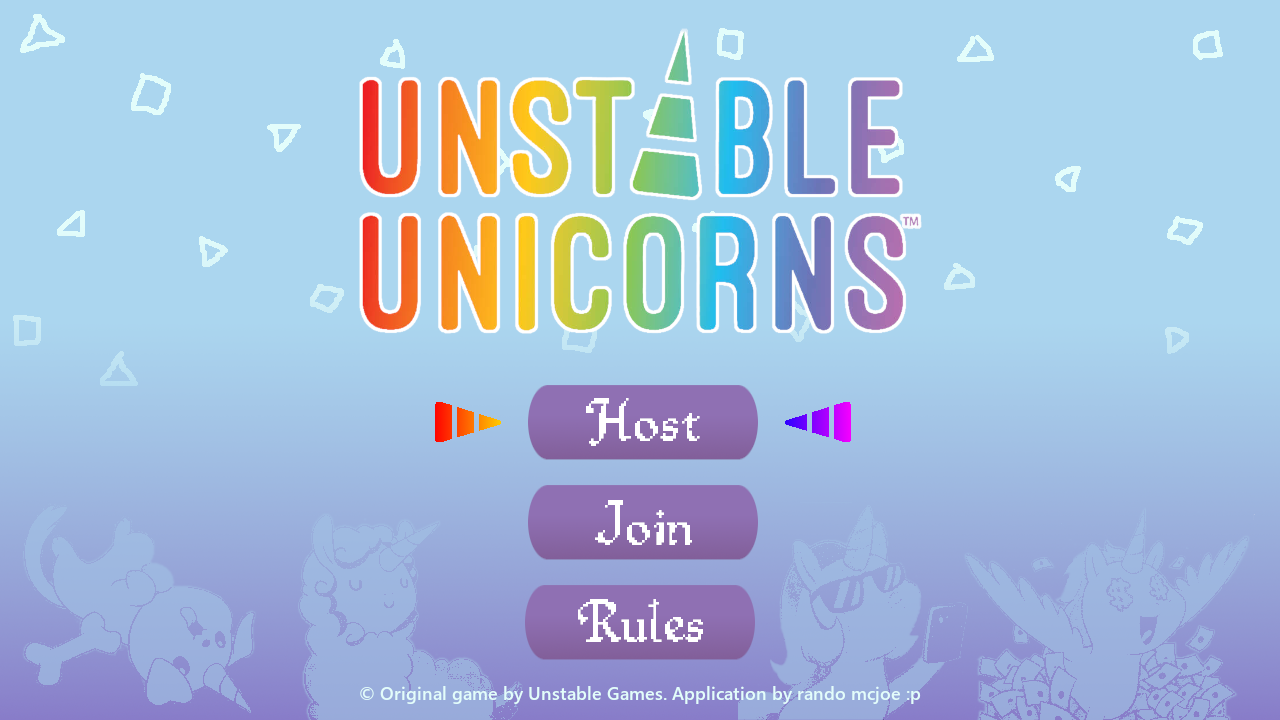 UNSTABLE
UNICORNS™
Host
Join
Rules
© Original game by Unstable Games. Application by rando mcjoe :p